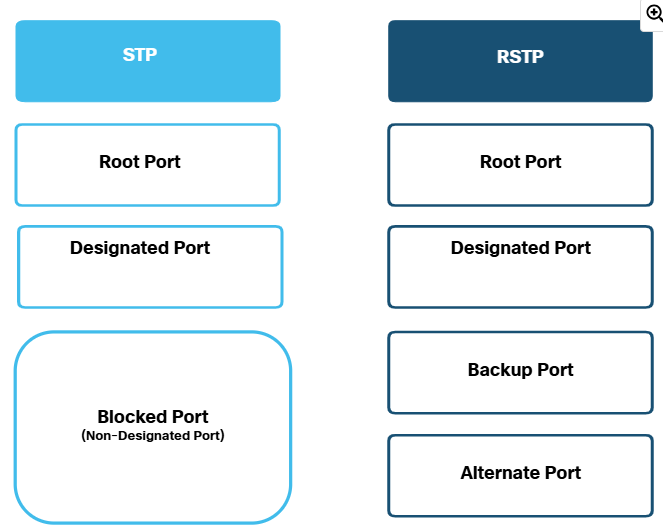 STP
Root Port
Designated Port
Blocked Port
(Non-Designated Port)
RSTP
Root Port
Designated Port
Backup Port
Alternate Port